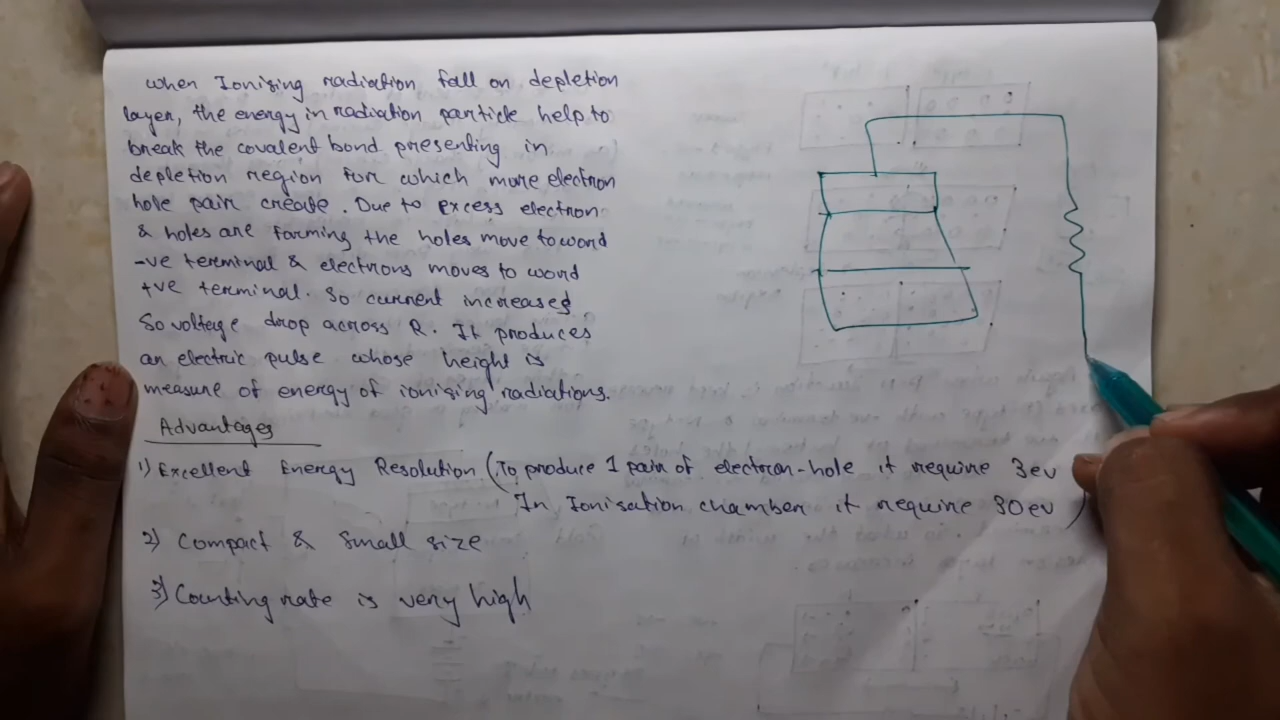 when Ionising radiation fall on depletion
layer, the energy in radiation particle help to
break the covalent bond presenting in
depletion region for which more electron
hole pair create. Due to excess electron
& holes are forming the holes move toword
-ve terminal & electrons moves to word
+ve terminal. So current increased
So voltage drop across R. It produces
an electric pulse whose height is
measure of energy of ionising radiations.
Advantages
1) Excellent Energy Resolution (To produce 1 pair of electron-hole it require 3ev
In Ionisation chamber it require 30ev)
2) Compact & Small size
3) Counting rate is very high